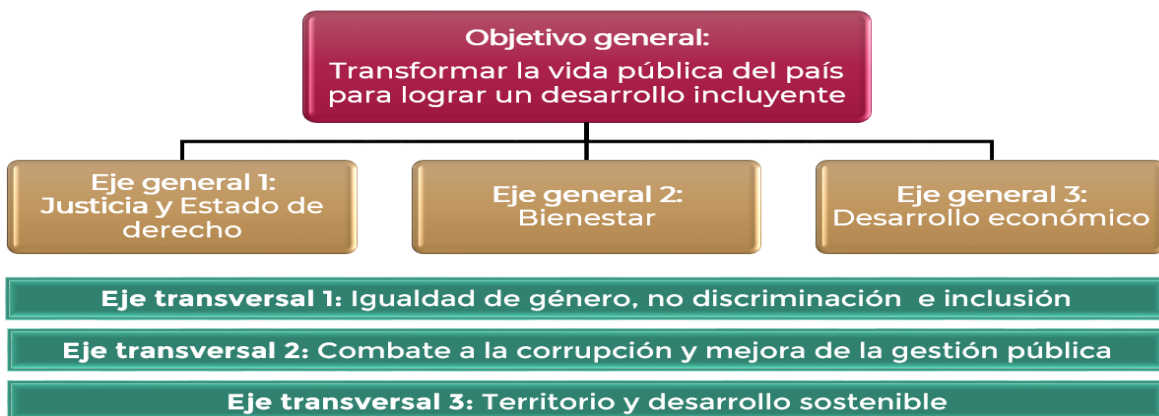 Objetivo general:
Transformar la vida pública del país
para lograr un desarrollo incluyente
Eje general 1:
Justicia y Estado de
derecho
Eje general 2:
Bienestar
Eje general 3:
Desarrollo económico
Eje transversal 1: Igualdad de género, no discriminación e inclusión
Eje transversal 2: Combate a la corrupción y mejora de la gestión pública
Eje transversal 3: Territorio y desarrollo sostenible